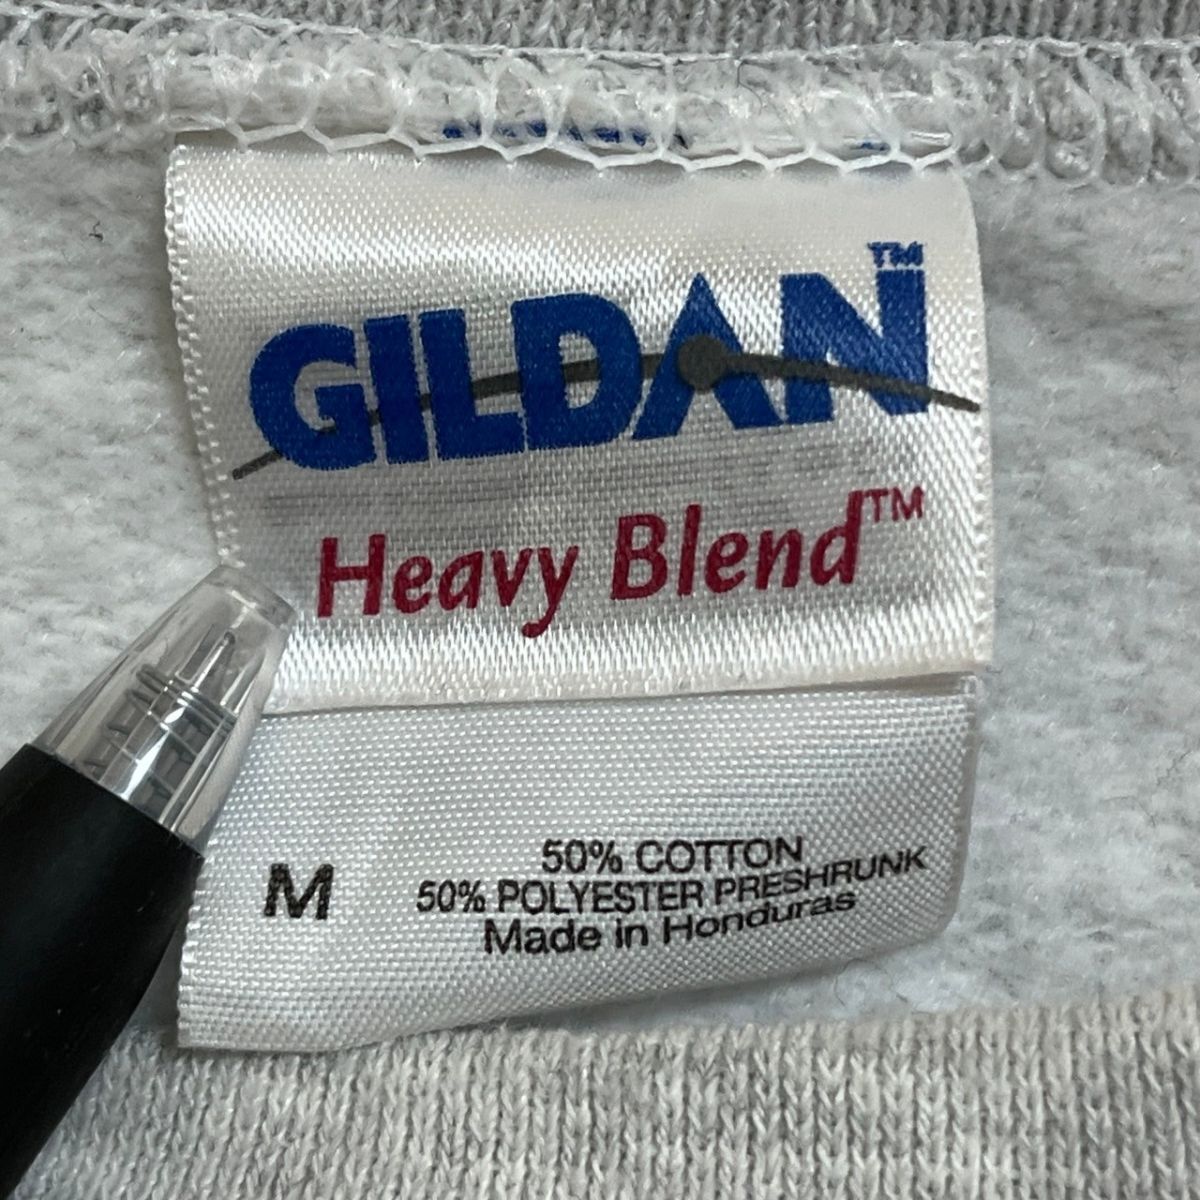 GILDAN™
Heavy Blend™
M
50% COTTON
50% POLYESTER PRESHRUNK
Made in Honduras